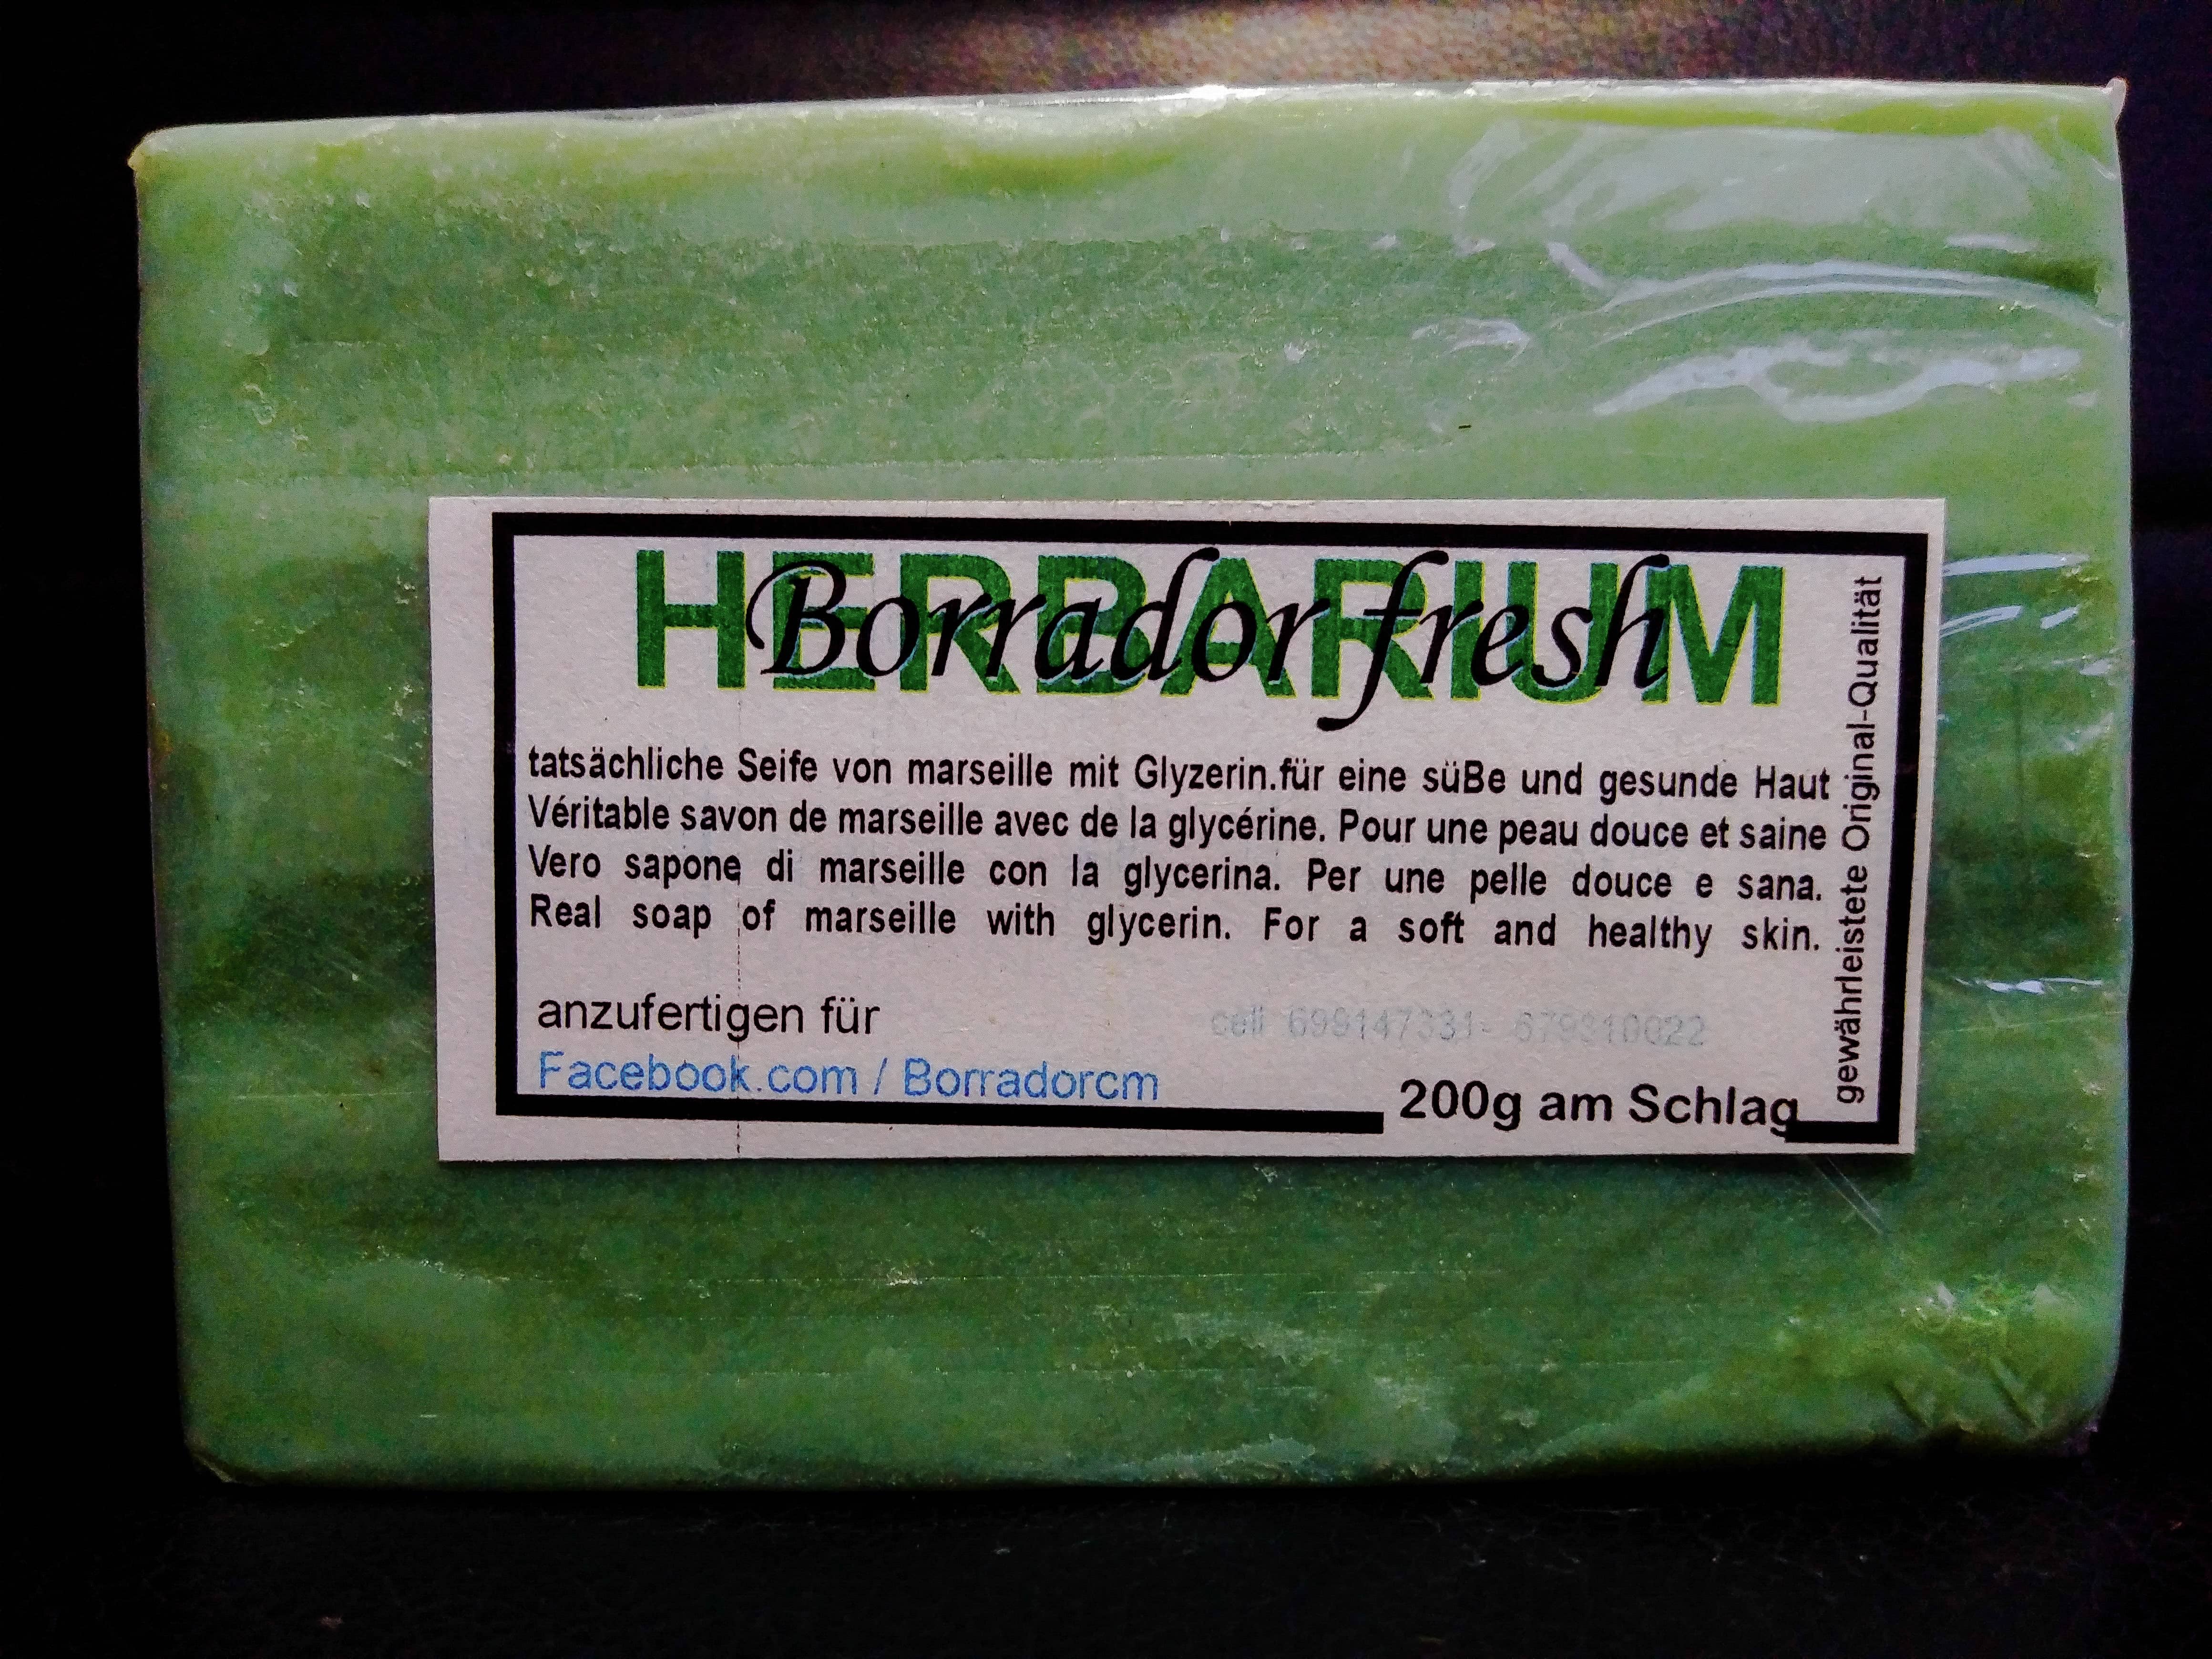 HERBARIUM
Borrador fresh
tatsächliche Seife von marseille mit Glyzerin.für eine süBe und gesunde Haut
Véritable savon de marseille avec de la glycérine. Pour une peau douce et saine
Vero sapone di marseille con la glycerina. Per une pelle douce e sana.
Real soap of marseille with glycerin. For a soft and healthy skin.
anzufertigen für
cell 699147331-
Facebook.com / Borradorcm
200g am Schlag
gewährleistete Original-Qualität